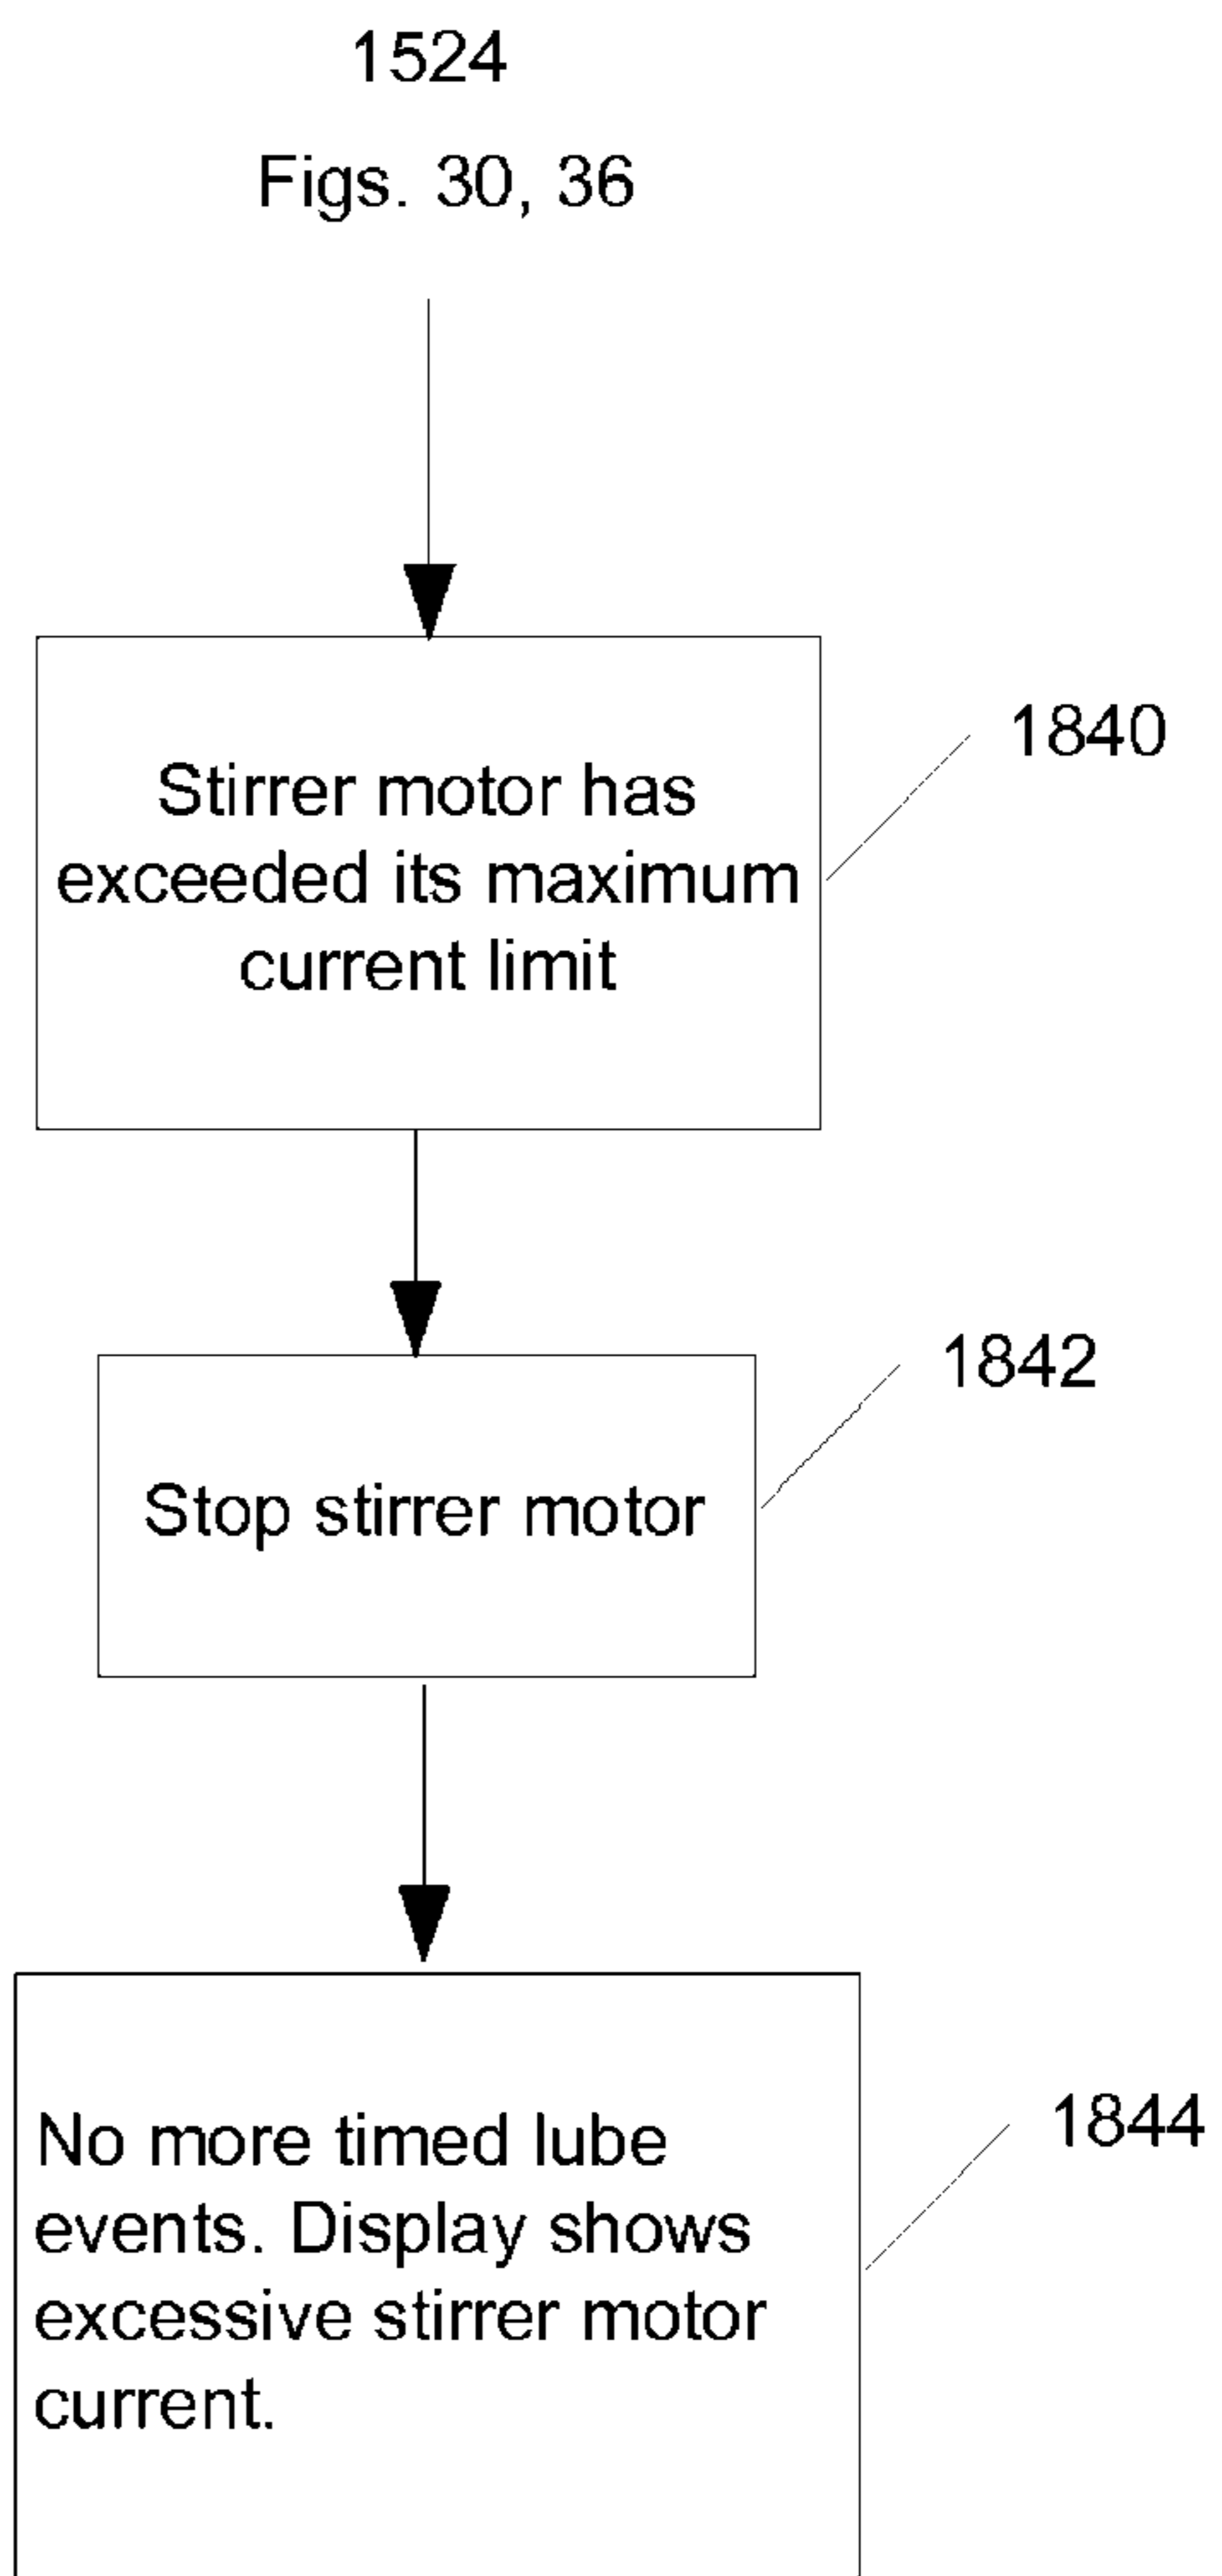 1524
Figs. 30, 36
1840
Stirrer motor has
exceeded its maximum
current limit
1842
Stop stirrer motor
1844
No more timed lube
events. Display shows
excessive stirrer motor
current.